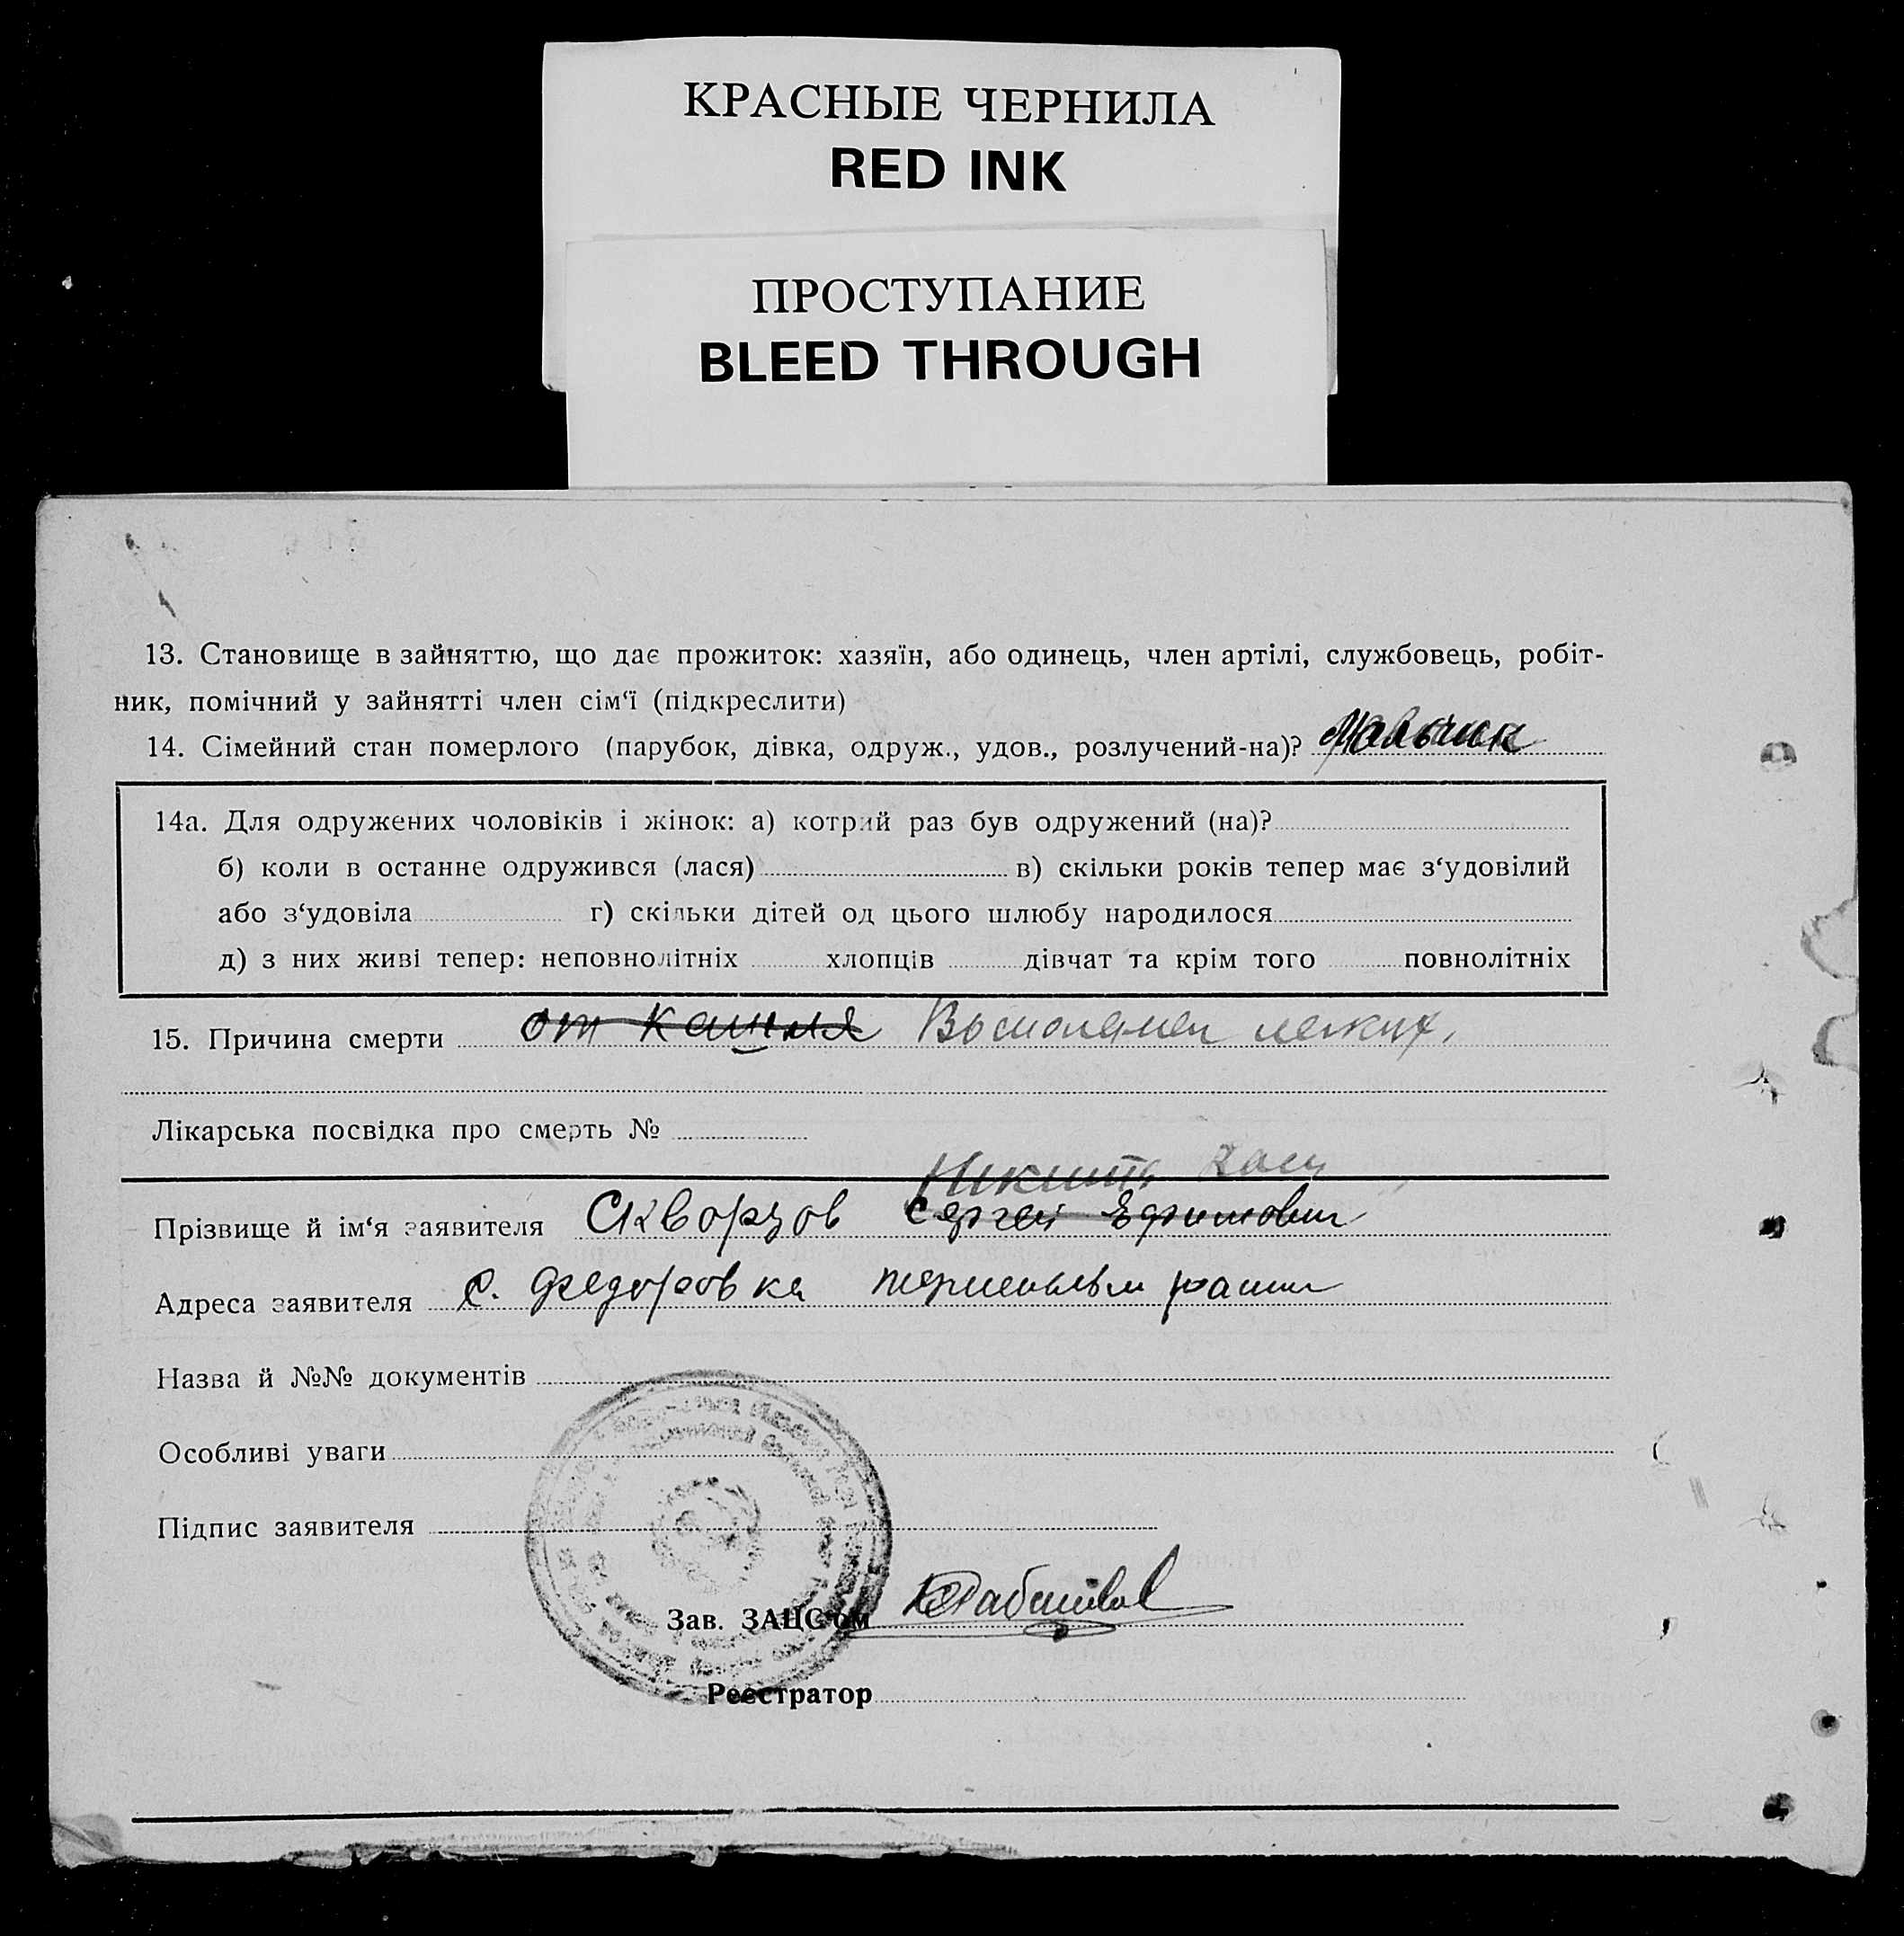 КРАСНЫЕ ЧЕРНИЛА
RED INK
ПРОСТУПАНИЕ
BLEED THROUGH
13. Становище в зайняттю, що дає прожиток: хазяїн, або одинець, член артілі, службовець, робіт-
ник, помічний у зайнятті член сім‘ї (підкреслити)
14. Сімейний стан померлого (парубок, дівка, одруж., удов., розлучений-на)? Мальчик
14а. Для одружених чоловіків і жінок: а) котрий раз був одружений (на)?
б) коли в останне одружився (лася) в) скільки років тепер має з‘удовілий
або з‘удовіла г) скільки дітей од цього шлюбу народилося
д) з них живі тепер: неповнолітніх хлопців дівчат та крім того повнолітніх
15. Причина смерти от Кашля легких.
Лікарська посвідка про смерть №
Никита
Прізвище й ім‘я заявителя Скворцов Сергей Ефимович
Адреса заявителя с. Федоровка
Назва й №№ документів
Особливі уваги
Підпис заявителя
Зав. ЗАЦС‘ом
Реєстратор